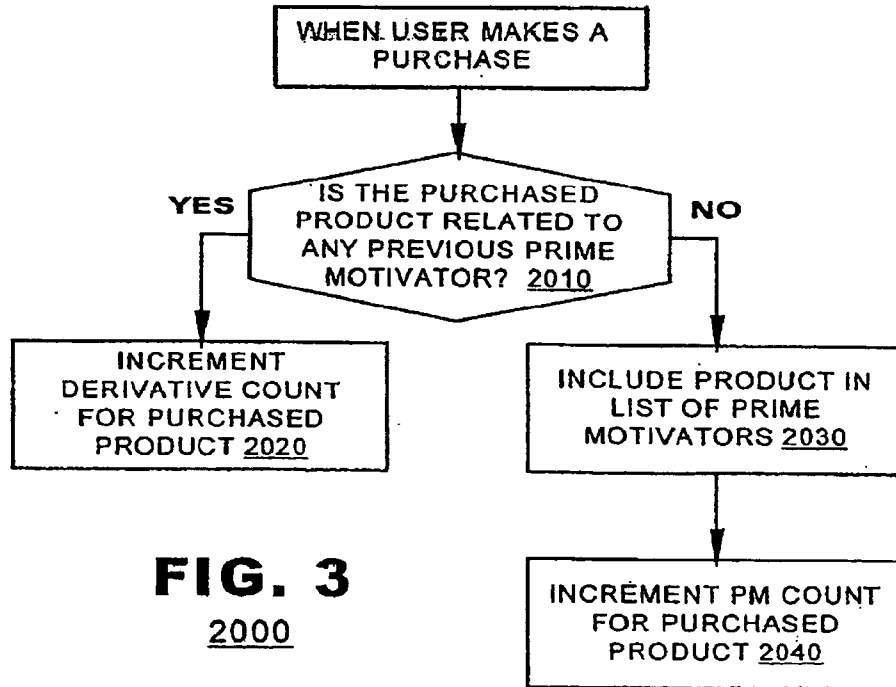 WHEN USER MAKES A
PURCHASE
IS THE PURCHASED
PRODUCT RELATED TO
ANY PREVIOUS PRIME
MOTIVATOR? 2010
YES
NO
INCREMENT
DERIVATIVE COUNT
FOR PURCHASED
PRODUCT 2020
INCLUDE PRODUCT IN
LIST OF PRIME
MOTIVATORS 2030
INCREMENT PM COUNT
FOR PURCHASED
PRODUCT 2040
FIG. 3
2000